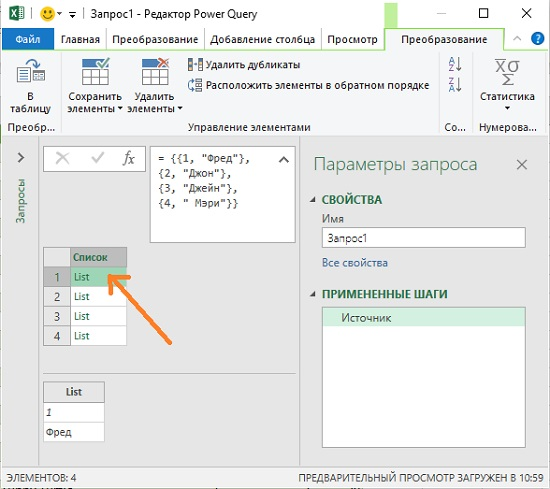 Запрос1 - Редактор Power Query
Файл Главная Преобразование Добавление столбца Просмотр Преобразование
В таблицу
Преобр...
Сохранить элементы
Удалить элементы
Удалить дубликаты
Расположить элементы в обратном порядке
Управление элементами
Со...
Статистика
Нумерова...
Запросы
fx
= {{1, "Фред"},
{2, "Джон"},
{3, "Джейн"},
{4, " Мэри"}}
Список
1 List
2 List
3 List
4 List
List
1
Фред
Параметры запроса
СВОЙСТВА
Имя
Запрос1
Все свойства
ПРИМЕНЕННЫЕ ШАГИ
Источник
ЭЛЕМЕНТОВ: 4
ПРЕДВАРИТЕЛЬНЫЙ ПРОСМОТР ЗАГРУЖЕН В 10:59